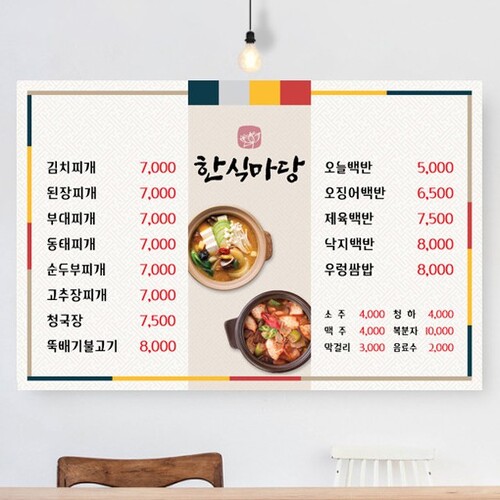 한식마당
김치찌개 7,000
된장찌개 7,000
부대찌개 7,000
동태찌개 7,000
순두부찌개 7,000
고추장찌개 7,000
청국장 7,500
뚝배기불고기 8,000
오늘백반 5,000
오징어백반 6,500
제육백반 7,500
낙지백반 8,000
우렁쌈밥 8,000
소주 4,000 청하 4,000
맥주 4,000 복분자 10,000
막걸리 3,000 음료수 2,000